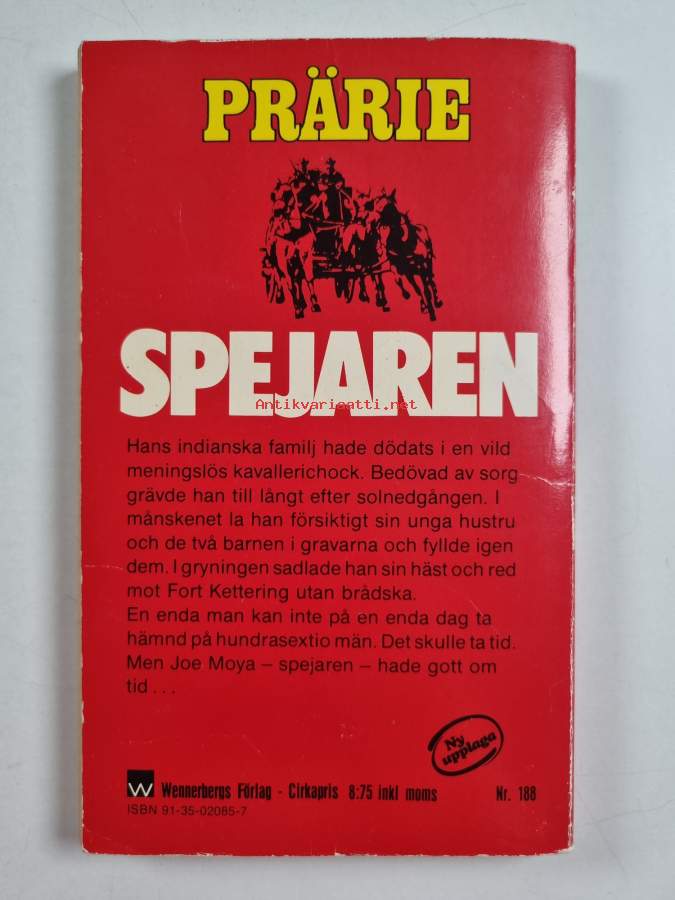 PRÄRIE
SPEJAREN
Antikvariaatti.net
Hans indianska familj hade dödats i en vild
meningslös kavallerichock. Bedövad av sorg
grävde han till långt efter solnedgången. I
månskenet la han försiktigt sin unga hustru
och de två barnen i gravarna och fyllde igen
dem. I gryningen sadlade han sin häst och red
mot Fort Kettering utan brådska.
En enda man kan inte på en enda dag ta
hämnd på hundrasextio män. Det skulle ta tid.
Men Joe Moya – spejaren – hade gott om
tid . . .
Ny
upplaga
W Wennerbergs Förlag - Cirkapris 8:75 inkl moms Nr. 188
ISBN 91-35-02085-7